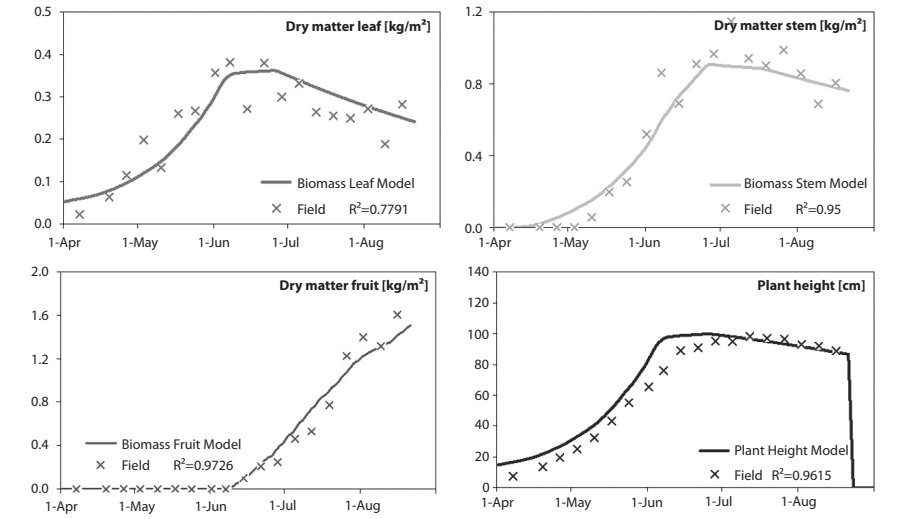 Dry matter leaf [kg/m²]
0.5
0.4
0.3
0.2
0.1
0.0
Biomass Leaf Model
Field R²=0.7791
1-Apr 1-May 1-Jun 1-Jul 1-Aug
Dry matter stem [kg/m²]
1.2
0.8
0.4
0.0
Biomass Stem Model
Field R²=0.95
1-Apr 1-May 1-Jun 1-Jul 1-Aug
Dry matter fruit [kg/m²]
2.0
1.6
1.2
0.8
0.4
0.0
Biomass Fruit Model
Field R²=0.9726
1-Apr 1-May 1-Jun 1-Jul 1-Aug
Plant height [cm]
140
120
100
80
60
40
20
0
Plant Height Model
Field R²=0.9615
1-Apr 1-May 1-Jun 1-Jul 1-Aug